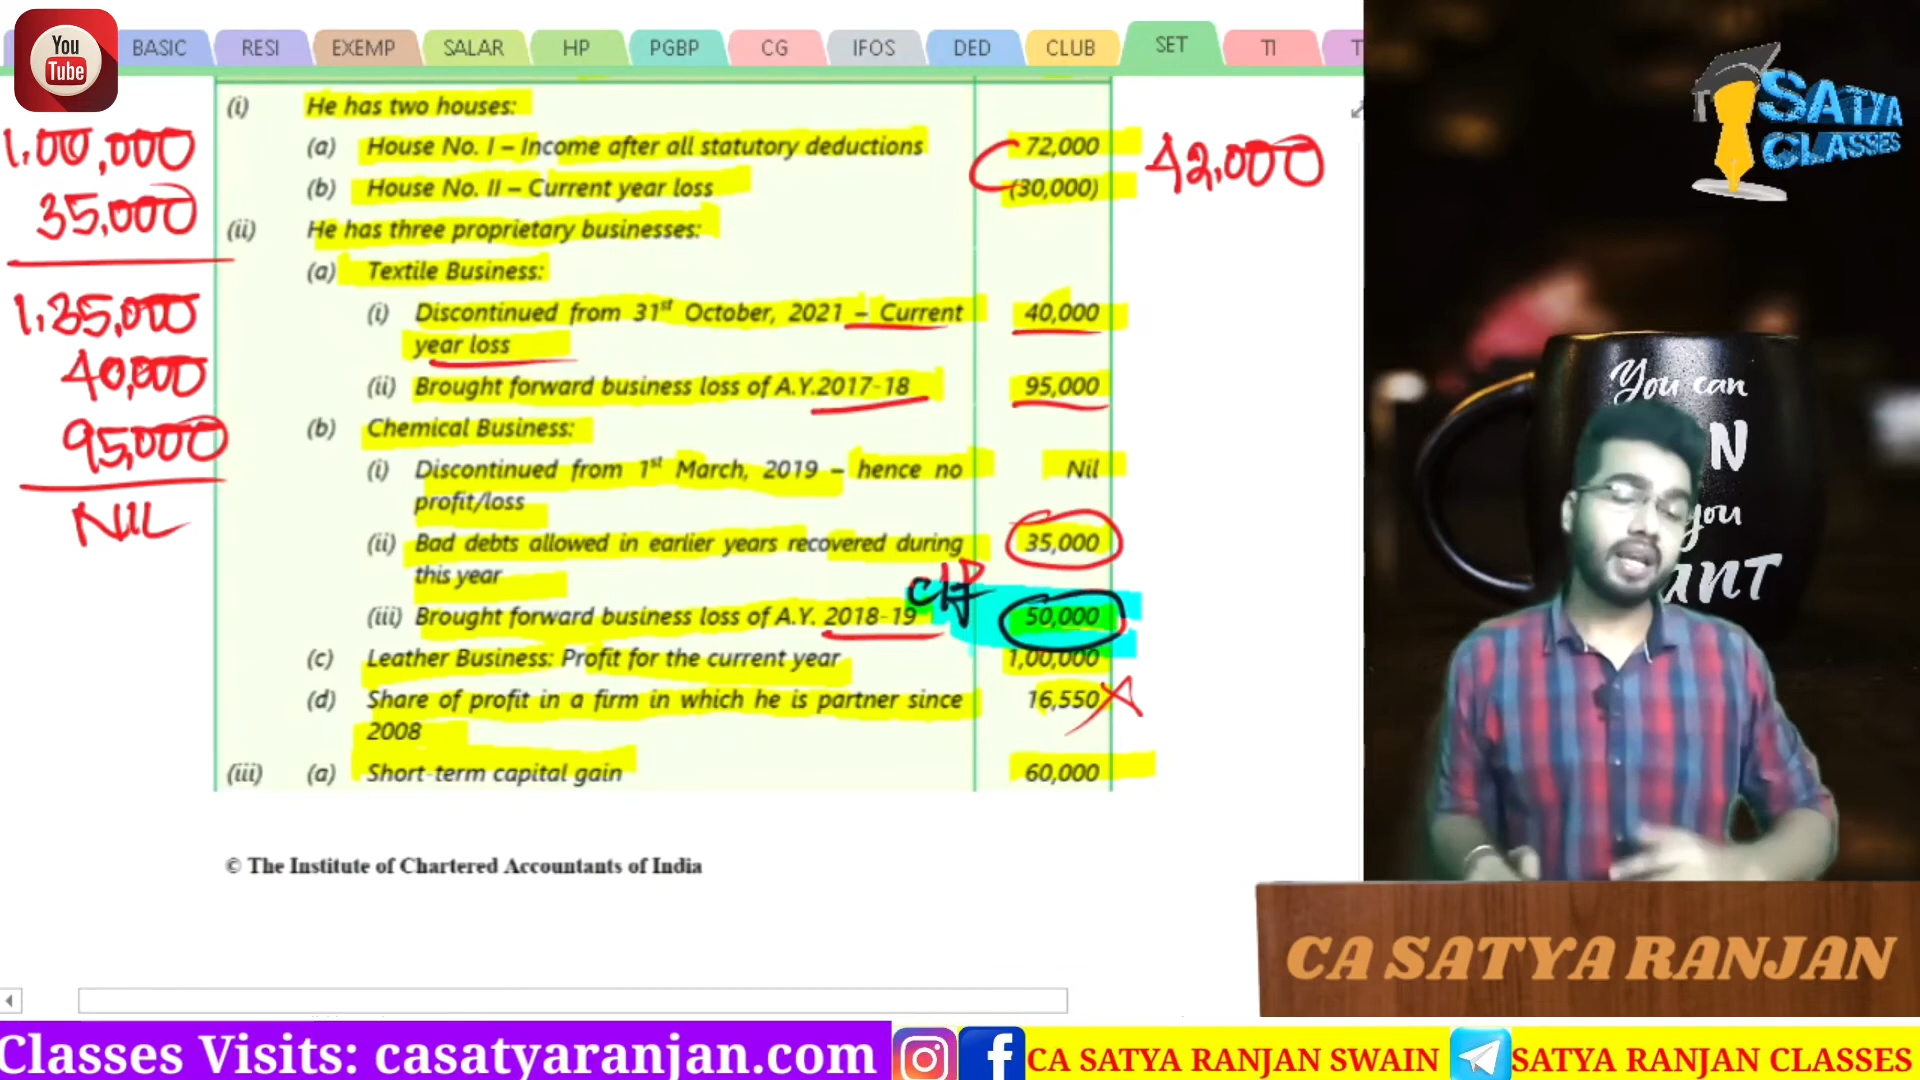 You
Tube
BASIC RESI EXEMP SALAR HP PGBP CG IFOS DED CLUB SET TI T
SATYA
CLASSES
(i) He has two houses:
(a) House No. I – Income after all statutory deductions 72,000
(b) House No. II – Current year loss (30,000)
42,000
(ii) He has three proprietary businesses:
(a) Textile Business:
(i) Discontinued from 31st October, 2021 – Current 40,000
year loss
(ii) Brought forward business loss of A.Y.2017-18 95,000
(b) Chemical Business:
(i) Discontinued from 1st March, 2019 – hence no Nil
profit/loss
(ii) Bad debts allowed in earlier years recovered during 35,000
this year
(iii) Brought forward business loss of A.Y. 2018-19 50,000
(c) Leather Business: Profit for the current year 1,00,000
(d) Share of profit in a firm in which he is partner since 16,550
2008
(iii) (a) Short-term capital gain 60,000
1,00,000
35,000
1,35,000
40,000
95,000
NIL
© The Institute of Chartered Accountants of India
You can
N
you
ANT
CA SATYA RANJAN
Classes Visits: casatyaranjan.com
CA SATYA RANJAN SWAIN
SATYA RANJAN CLASSES